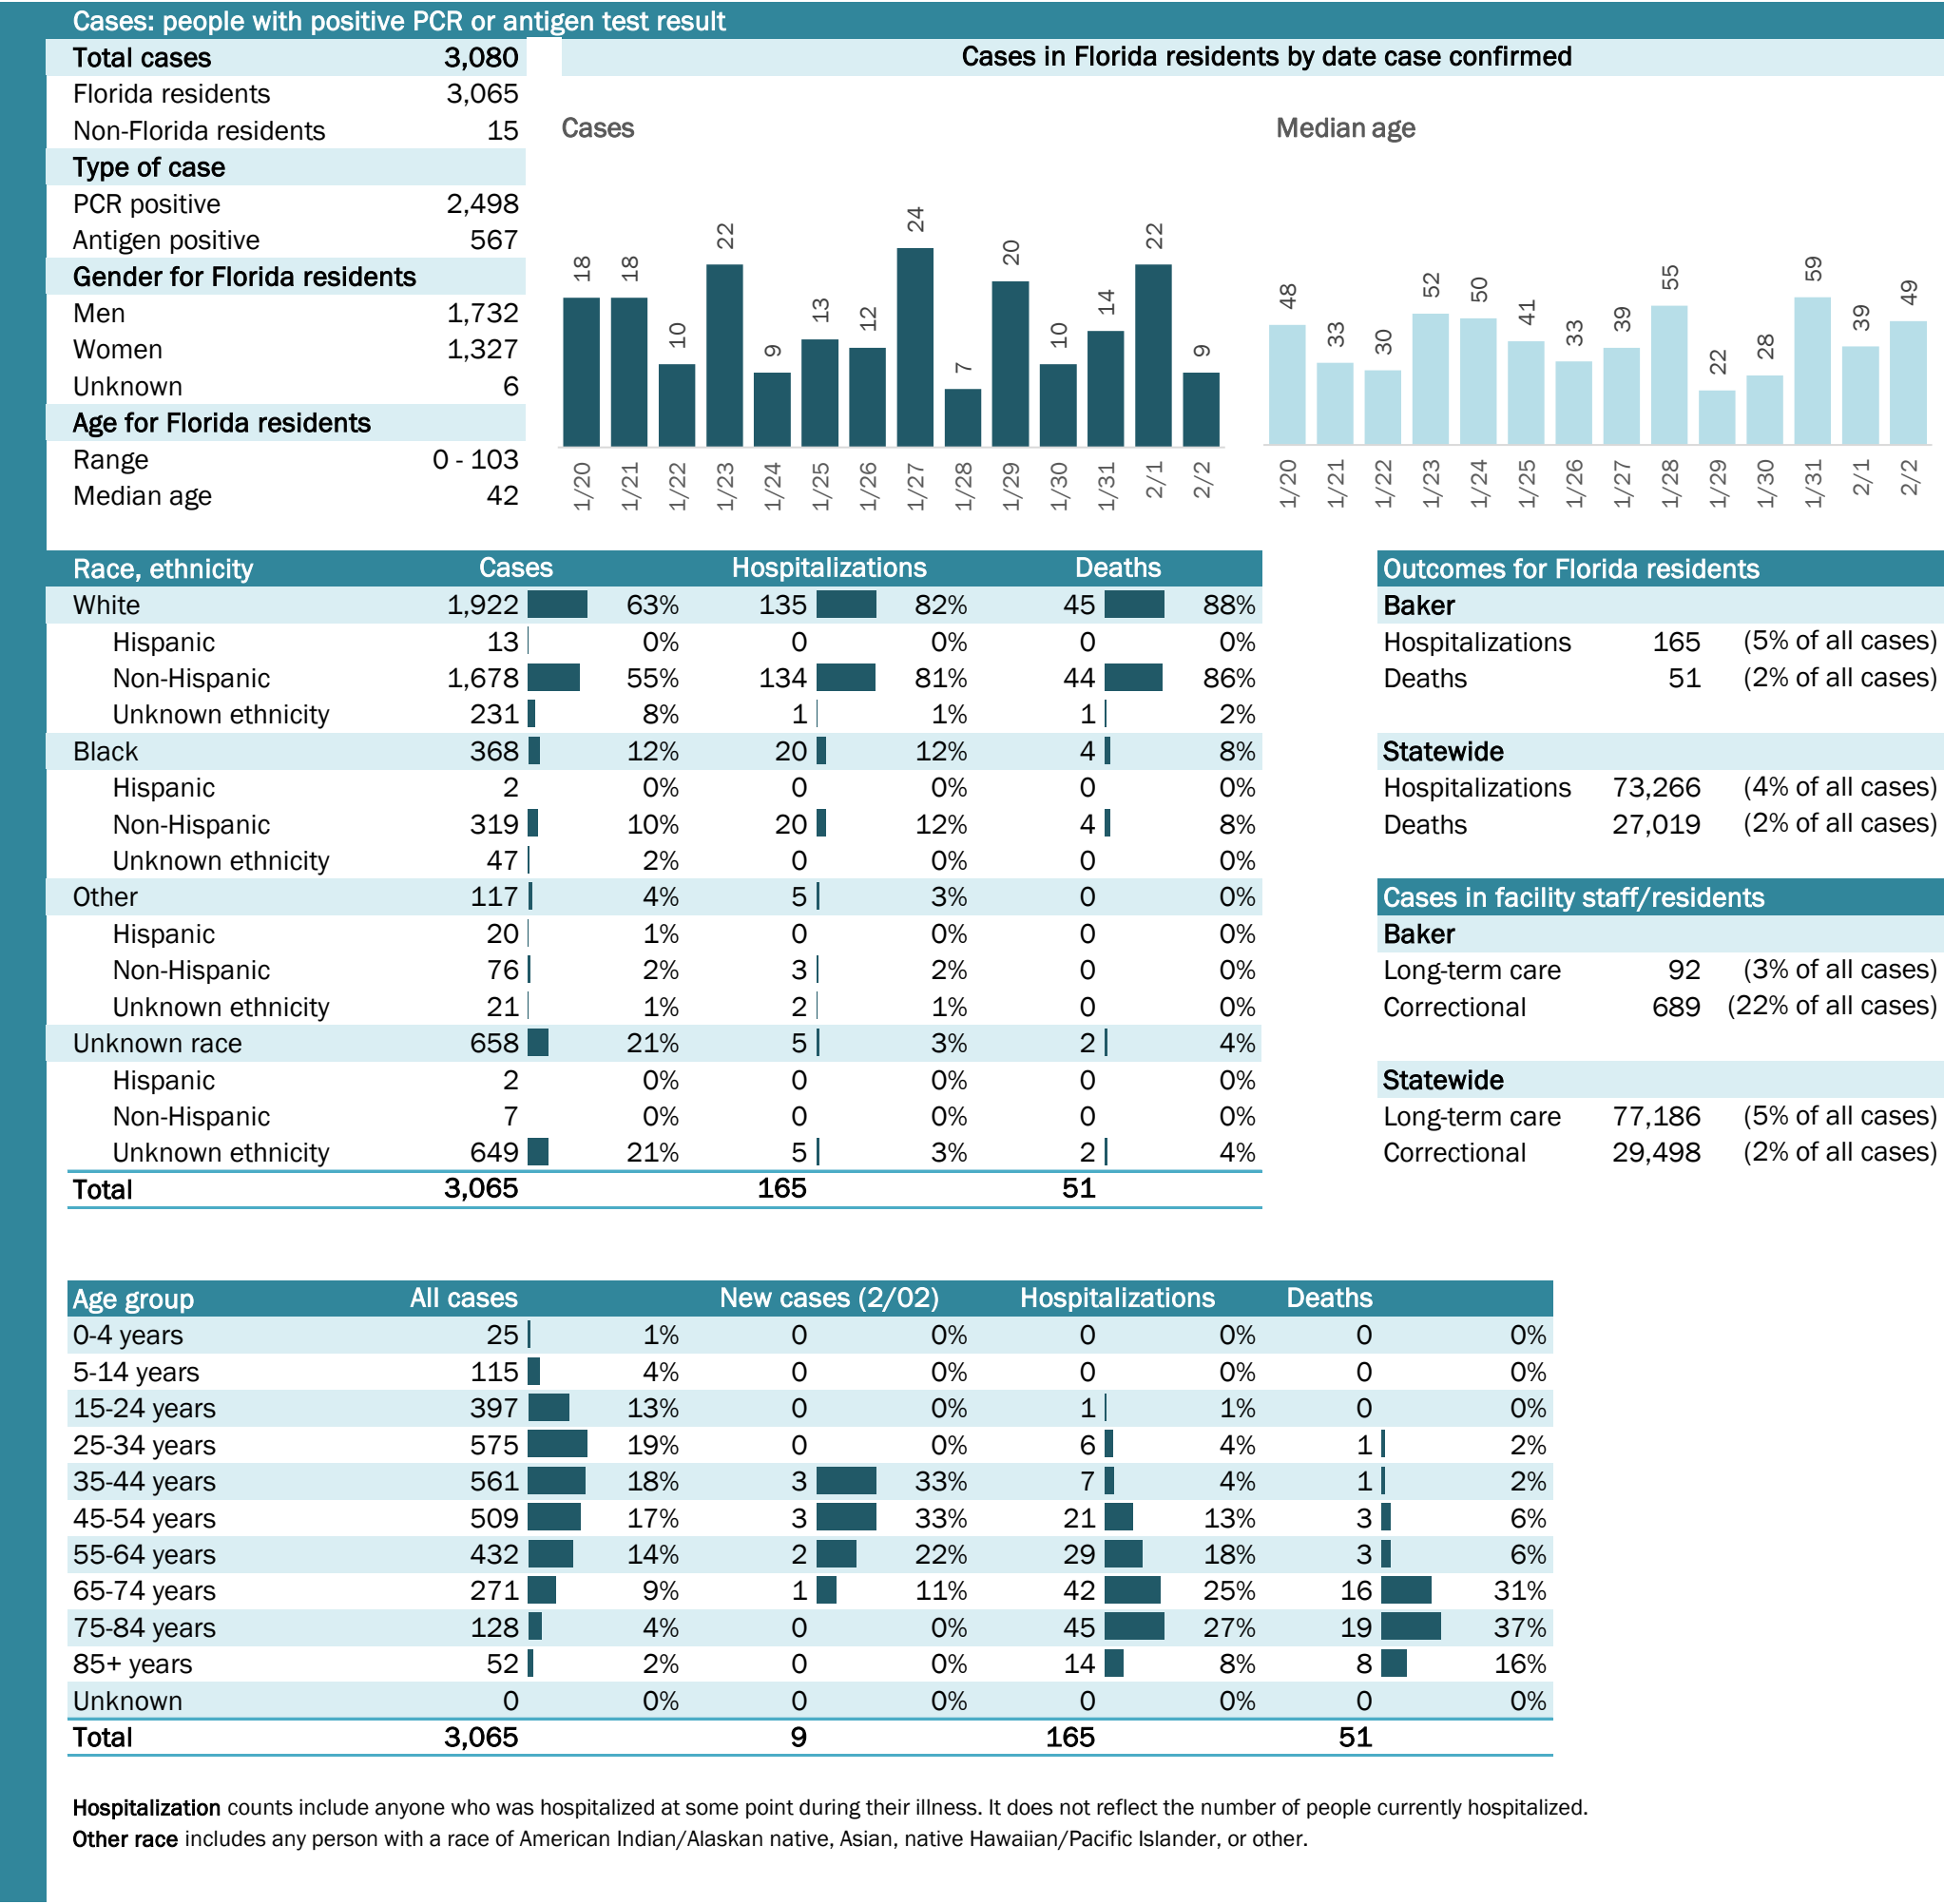 Cases: people with positive PCR or antigen test result
Total cases 3,080
Florida residents 3,065
Non-Florida residents 15
Type of case
PCR positive 2,498
Antigen positive 567
Gender for Florida residents
Men 1,732
Women 1,327
Unknown 6
Age for Florida residents
Range 0 - 103
Median age 42
Cases in Florida residents by date case confirmed
Cases
18 18 10 22 9 13 12 24 7 20 10 14 22 9
1/20 1/21 1/22 1/23 1/24 1/25 1/26 1/27 1/28 1/29 1/30 1/31 2/1 2/2
Median age
48 33 30 52 50 41 33 39 55 22 28 59 39 49
1/20 1/21 1/22 1/23 1/24 1/25 1/26 1/27 1/28 1/29 1/30 1/31 2/1 2/2
Race, ethnicity Cases Hospitalizations Deaths
White 1,922 63% 135 82% 45 88%
Hispanic 13 0% 0 0% 0 0%
Non-Hispanic 1,678 55% 134 81% 44 86%
Unknown ethnicity 231 8% 1 1% 1 2%
Black 368 12% 20 12% 4 8%
Hispanic 2 0% 0 0% 0 0%
Non-Hispanic 319 10% 20 12% 4 8%
Unknown ethnicity 47 2% 0 0% 0 0%
Other 117 4% 5 3% 0 0%
Hispanic 20 1% 0 0% 0 0%
Non-Hispanic 76 2% 3 2% 0 0%
Unknown ethnicity 21 1% 2 1% 0 0%
Unknown race 658 21% 5 3% 2 4%
Hispanic 2 0% 0 0% 0 0%
Non-Hispanic 7 0% 0 0% 0 0%
Unknown ethnicity 649 21% 5 3% 2 4%
Total 3,065 165 51
Outcomes for Florida residents
Baker
Hospitalizations 165 (5% of all cases)
Deaths 51 (2% of all cases)
Statewide
Hospitalizations 73,266 (4% of all cases)
Deaths 27,019 (2% of all cases)
Cases in facility staff/residents
Baker
Long-term care 92 (3% of all cases)
Correctional 689 (22% of all cases)
Statewide
Long-term care 77,186 (5% of all cases)
Correctional 29,498 (2% of all cases)
Age group All cases New cases (2/02) Hospitalizations Deaths
0-4 years 25 1% 0 0% 0 0% 0 0%
5-14 years 115 4% 0 0% 0 0% 0 0%
15-24 years 397 13% 0 0% 1 1% 0 0%
25-34 years 575 19% 0 0% 6 4% 1 2%
35-44 years 561 18% 3 33% 7 4% 1 2%
45-54 years 509 17% 3 33% 21 13% 3 6%
55-64 years 432 14% 2 22% 29 18% 3 6%
65-74 years 271 9% 1 11% 42 25% 16 31%
75-84 years 128 4% 0 0% 45 27% 19 37%
85+ years 52 2% 0 0% 14 8% 8 16%
Unknown 0 0% 0 0% 0 0% 0 0%
Total 3,065 9 165 51
Hospitalization counts include anyone who was hospitalized at some point during their illness. It does not reflect the number of people currently hospitalized.
Other race includes any person with a race of American Indian/Alaskan native, Asian, native Hawaiian/Pacific Islander, or other.